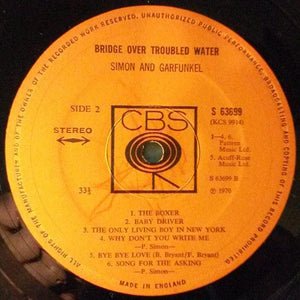 ALL RIGHTS OF THE MANUFACTURER AND OF THE OWNER OF THE RECORDED WORK RESERVED. UNAUTHORISED PUBLIC PERFORMANCE, BROADCASTING AND COPYING OF THIS RECORD PROHIBITED.
BRIDGE OVER TROUBLED WATER
SIMON AND GARFUNKEL
SIDE 2
CBS
S 63699
(KCS 9914)
STEREO
1—4, 6.
Pattern
Music Ltd.
5. Acuff-Rose
Music Ltd.
S 63699 B
33⅓
℗ 1970
1. THE BOXER
2. BABY DRIVER
3. THE ONLY LIVING BOY IN NEW YORK
4. WHY DON'T YOU WRITE ME
—P. Simon—
5. BYE BYE LOVE (B. Bryant/F. Bryant)
6. SONG FOR THE ASKING
—P. Simon—
MADE IN ENGLAND